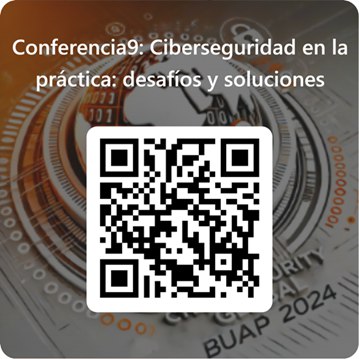 Conferencia9: Ciberseguridad en la
práctica: desafíos y soluciones
BUAP 2024